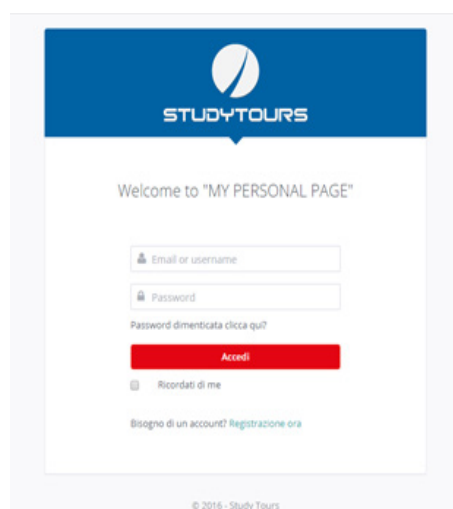 STUDYTOURS
Welcome to "MY PERSONAL PAGE"
Email or username
Password
Password dimenticata clicca qui?
Accedi
Ricordati di me
Bisogno di un account? Registrazione ora
© 2016 - Study Tours